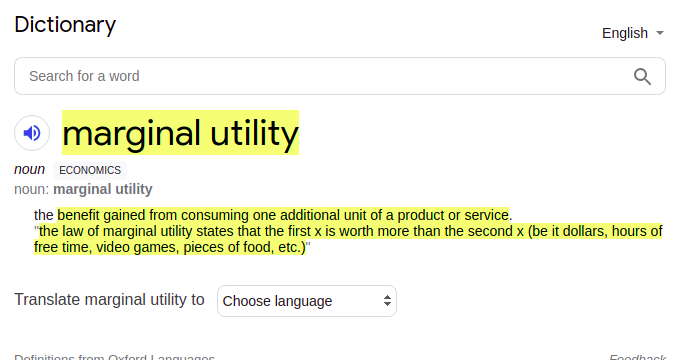 Dictionary
English
Search for a word
marginal utility
noun ECONOMICS
noun: marginal utility
the benefit gained from consuming one additional unit of a product or service.
"the law of marginal utility states that the first x is worth more than the second x (be it dollars, hours of
free time, video games, pieces of food, etc.)"
Translate marginal utility to Choose language
Definitions from Oxford Languages
Feedback